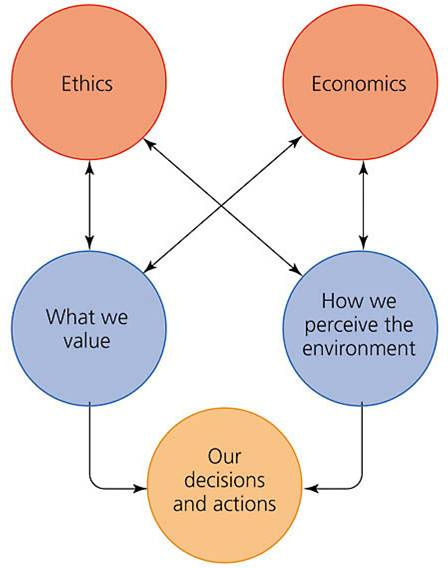 Ethics
Economics
What we
value
How we
perceive the
environment
Our
decisions
and actions